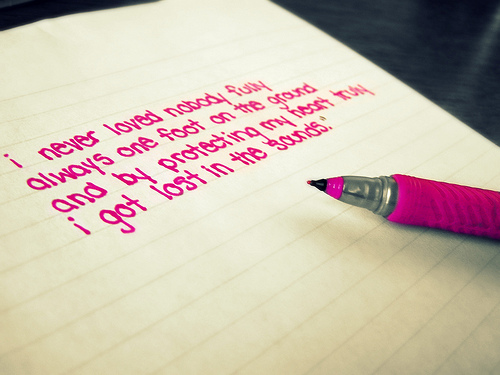 i never loved nobody fully
always one foot on the ground
and by protecting my heart truly
i got lost in the sounds."